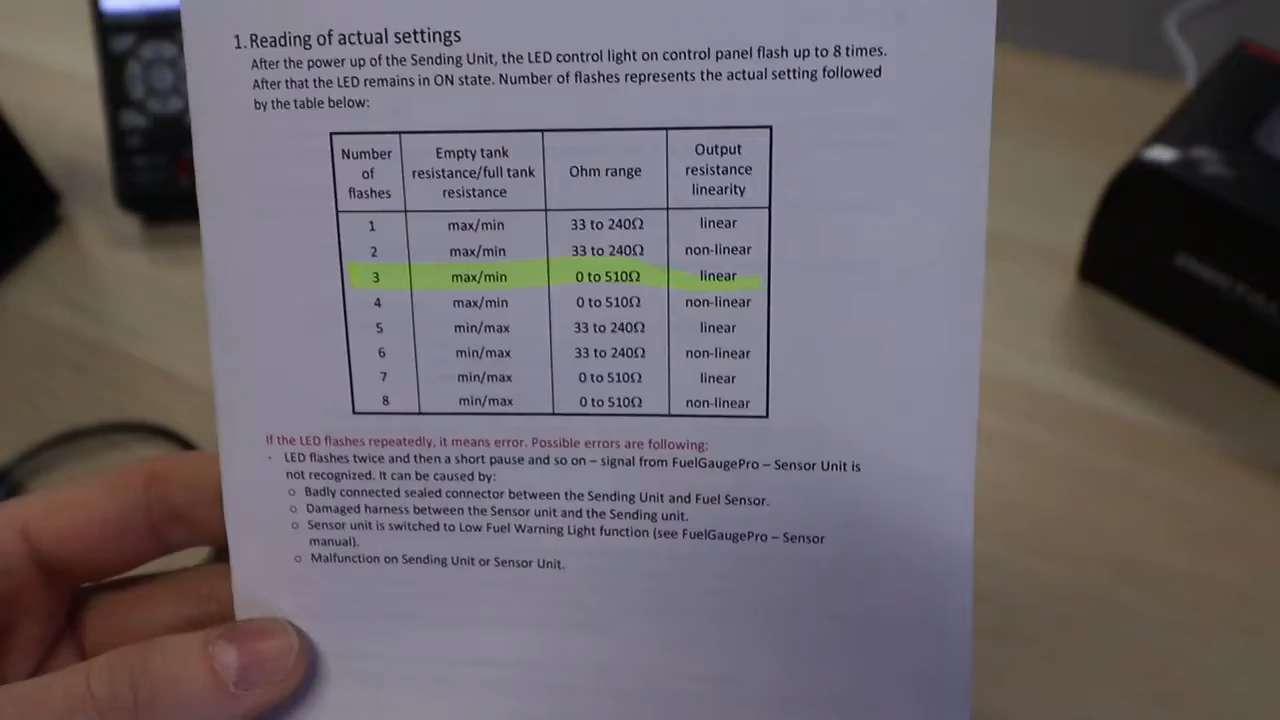 1. Reading of actual settings
After the power up of the Sending Unit, the LED control light on control panel flash up to 8 times.
After that the LED remains in ON state. Number of flashes represents the actual setting followed
by the table below:
Number of flashes | Empty tank resistance/full tank resistance | Ohm range | Output resistance linearity
1 max/min 33 to 240Ω linear
2 max/min 33 to 240Ω non-linear
3 max/min 0 to 510Ω linear
4 max/min 0 to 510Ω non-linear
5 min/max 33 to 240Ω linear
6 min/max 33 to 240Ω non-linear
7 min/max 0 to 510Ω linear
8 min/max 0 to 510Ω non-linear
If the LED flashes repeatedly, it means error. Possible errors are following:
- LED flashes twice and then a short pause and so on – signal from FuelGaugePro – Sensor Unit is
not recognized. It can be caused by:
o Badly connected sealed connector between the Sending Unit and Fuel Sensor.
o Damaged harness between the Sensor unit and the Sending unit.
o Sensor unit is switched to Low Fuel Warning Light function (see FuelGaugePro – Sensor
manual).
o Malfunction on Sending Unit or Sensor Unit.